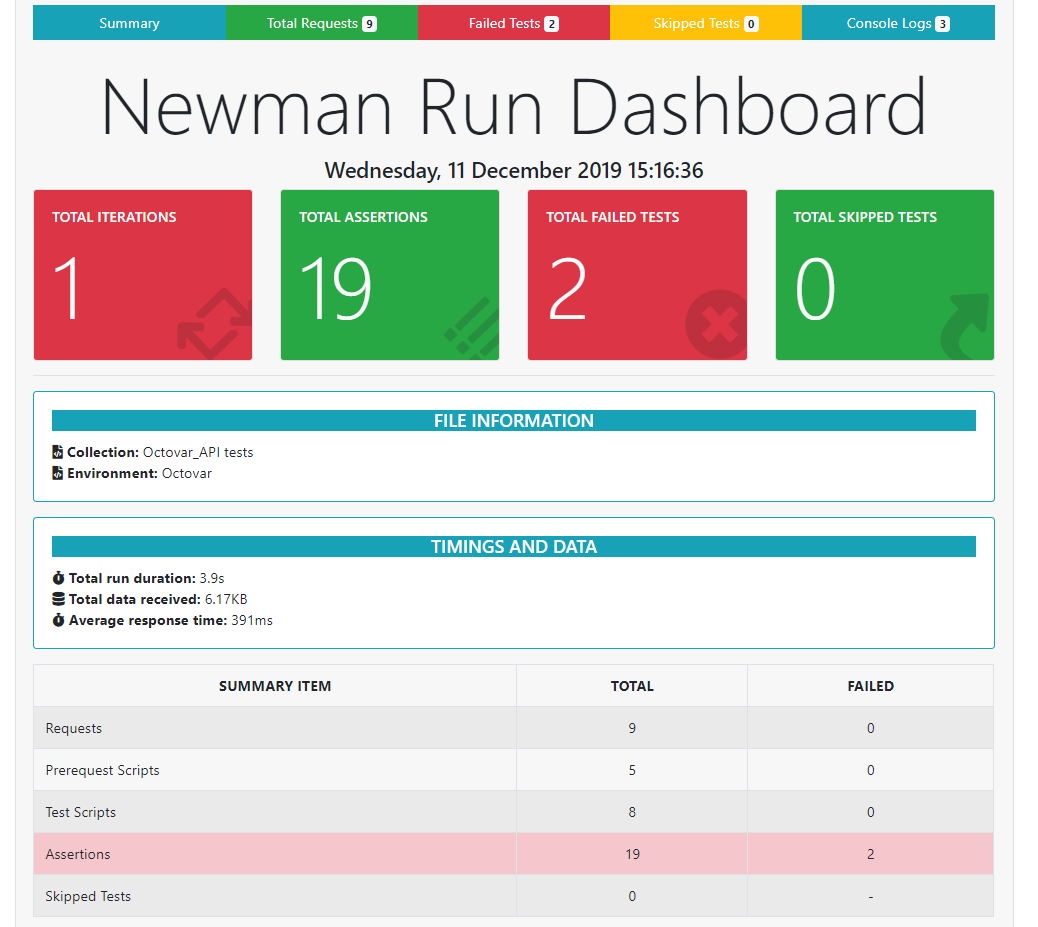 Summary Total Requests 9 Failed Tests 2 Skipped Tests 0 Console Logs 3
Newman Run Dashboard
Wednesday, 11 December 2019 15:16:36
TOTAL ITERATIONS TOTAL ASSERTIONS TOTAL FAILED TESTS TOTAL SKIPPED TESTS
1 19 2 0
FILE INFORMATION
Collection: Octovar_API tests
Environment: Octovar
TIMINGS AND DATA
Total run duration: 3.9s
Total data received: 6.17KB
Average response time: 391ms
SUMMARY ITEM TOTAL FAILED
Requests 9 0
Prerequest Scripts 5 0
Test Scripts 8 0
Assertions 19 2
Skipped Tests 0 -